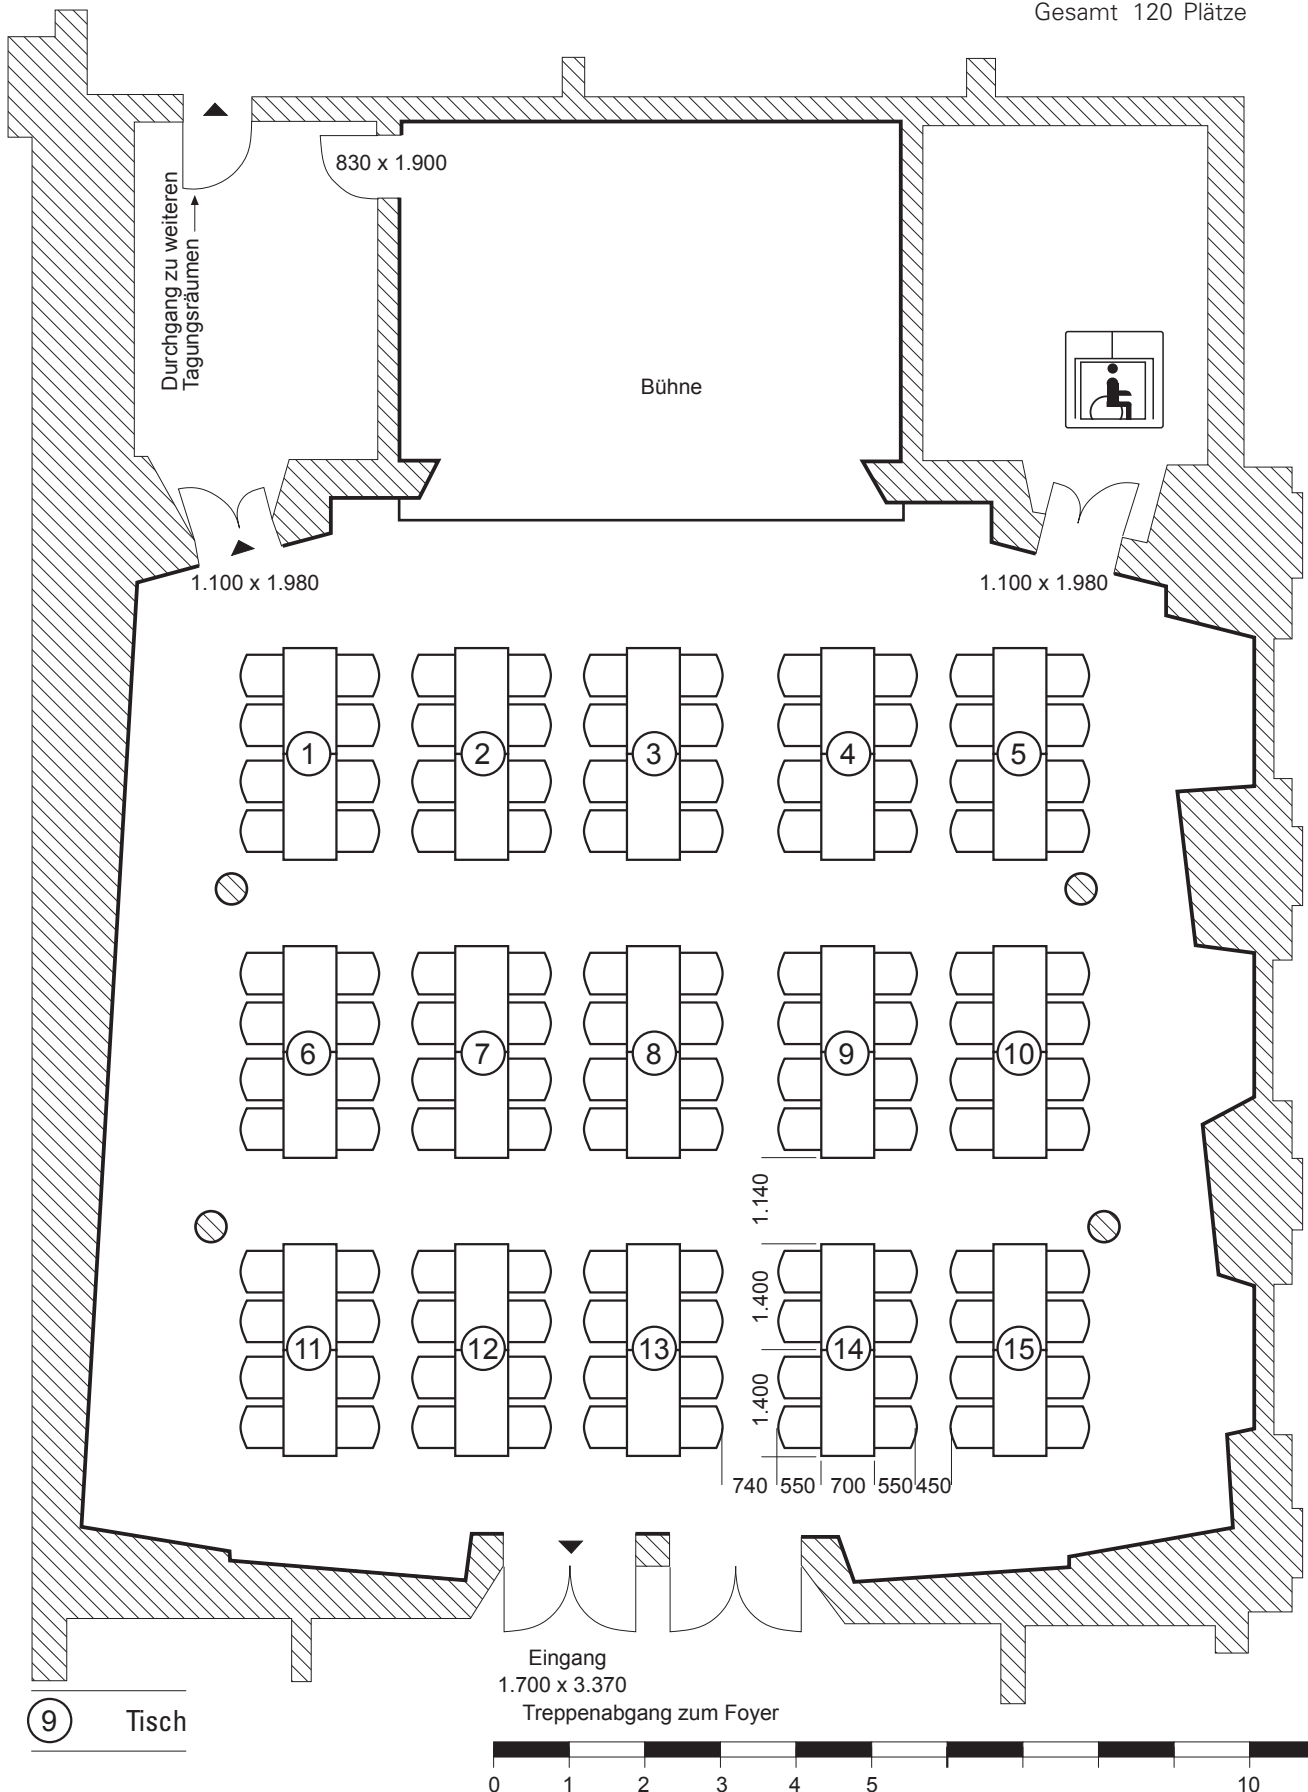 Gesamt 120 Plätze
830 x 1.900
Durchgang zu weiteren
Tagungsräumen
Bühne
1.100 x 1.980
1.100 x 1.980
1
2
3
4
5
6
7
8
9
10
1.140
1.400
1.400
11
12
13
14
15
740
550
700
550
450
Eingang
1.700 x 3.370
Treppenabgang zum Foyer
9 Tisch
0 1 2 3 4 5 10